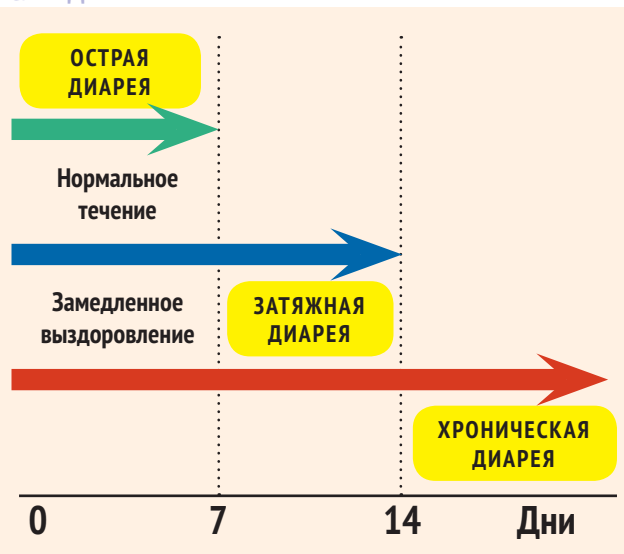 ОСТРАЯ
ДИАРЕЯ
Нормальное
течение
Замедленное
выздоровление
ЗАТЯЖНАЯ
ДИАРЕЯ
ХРОНИЧЕСКАЯ
ДИАРЕЯ
0 7 14 Дни